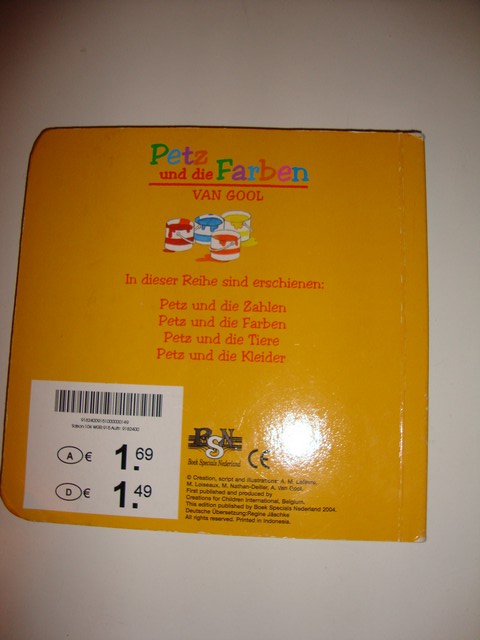 Petz
und die Farben
VAN GOOL
In dieser Reihe sind erschienen:
Petz und die Zahlen
Petz und die Farben
Petz und die Tiere
Petz und die Kleider
A € 1.69
D € 1.49
BSN
Boek Specials Nederland
CE
© Creation, script and illustrations: A. M. Lefèvre,
M. Loiseaux, M. Nathan-Deiller, A. Van Gool.
First published and produced by
Creations for Children International, Belgium.
This edition published by Boek Specials Nederland 2004.
Deutsche Übersetzung:Regine Jäschke
All rights reserved. Printed in Indonesia.